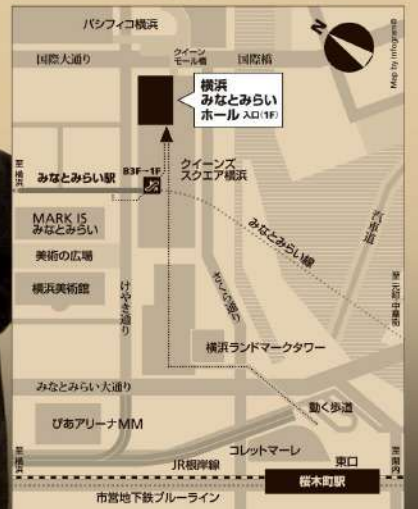 パシフィコ横浜
N
Map by Infogram©
国際大通り
クイーン
モール橋
国際橋
横浜
みなとみらい
ホール 入口(1F)
至横浜
みなとみらい駅
B3F→1F
クイーンズ
スクエア横浜
MARK IS
みなとみらい
美術の広場
横浜美術館
けやき通り
さくら通り
みなとみらい線
汽車道
至元町・中華街
横浜ランドマークタワー
みなとみらい大通り
動く歩道
ぴあアリーナMM
コレットマーレ
至横浜
JR根岸線
東口
至関内
桜木町駅
市営地下鉄ブルーライン